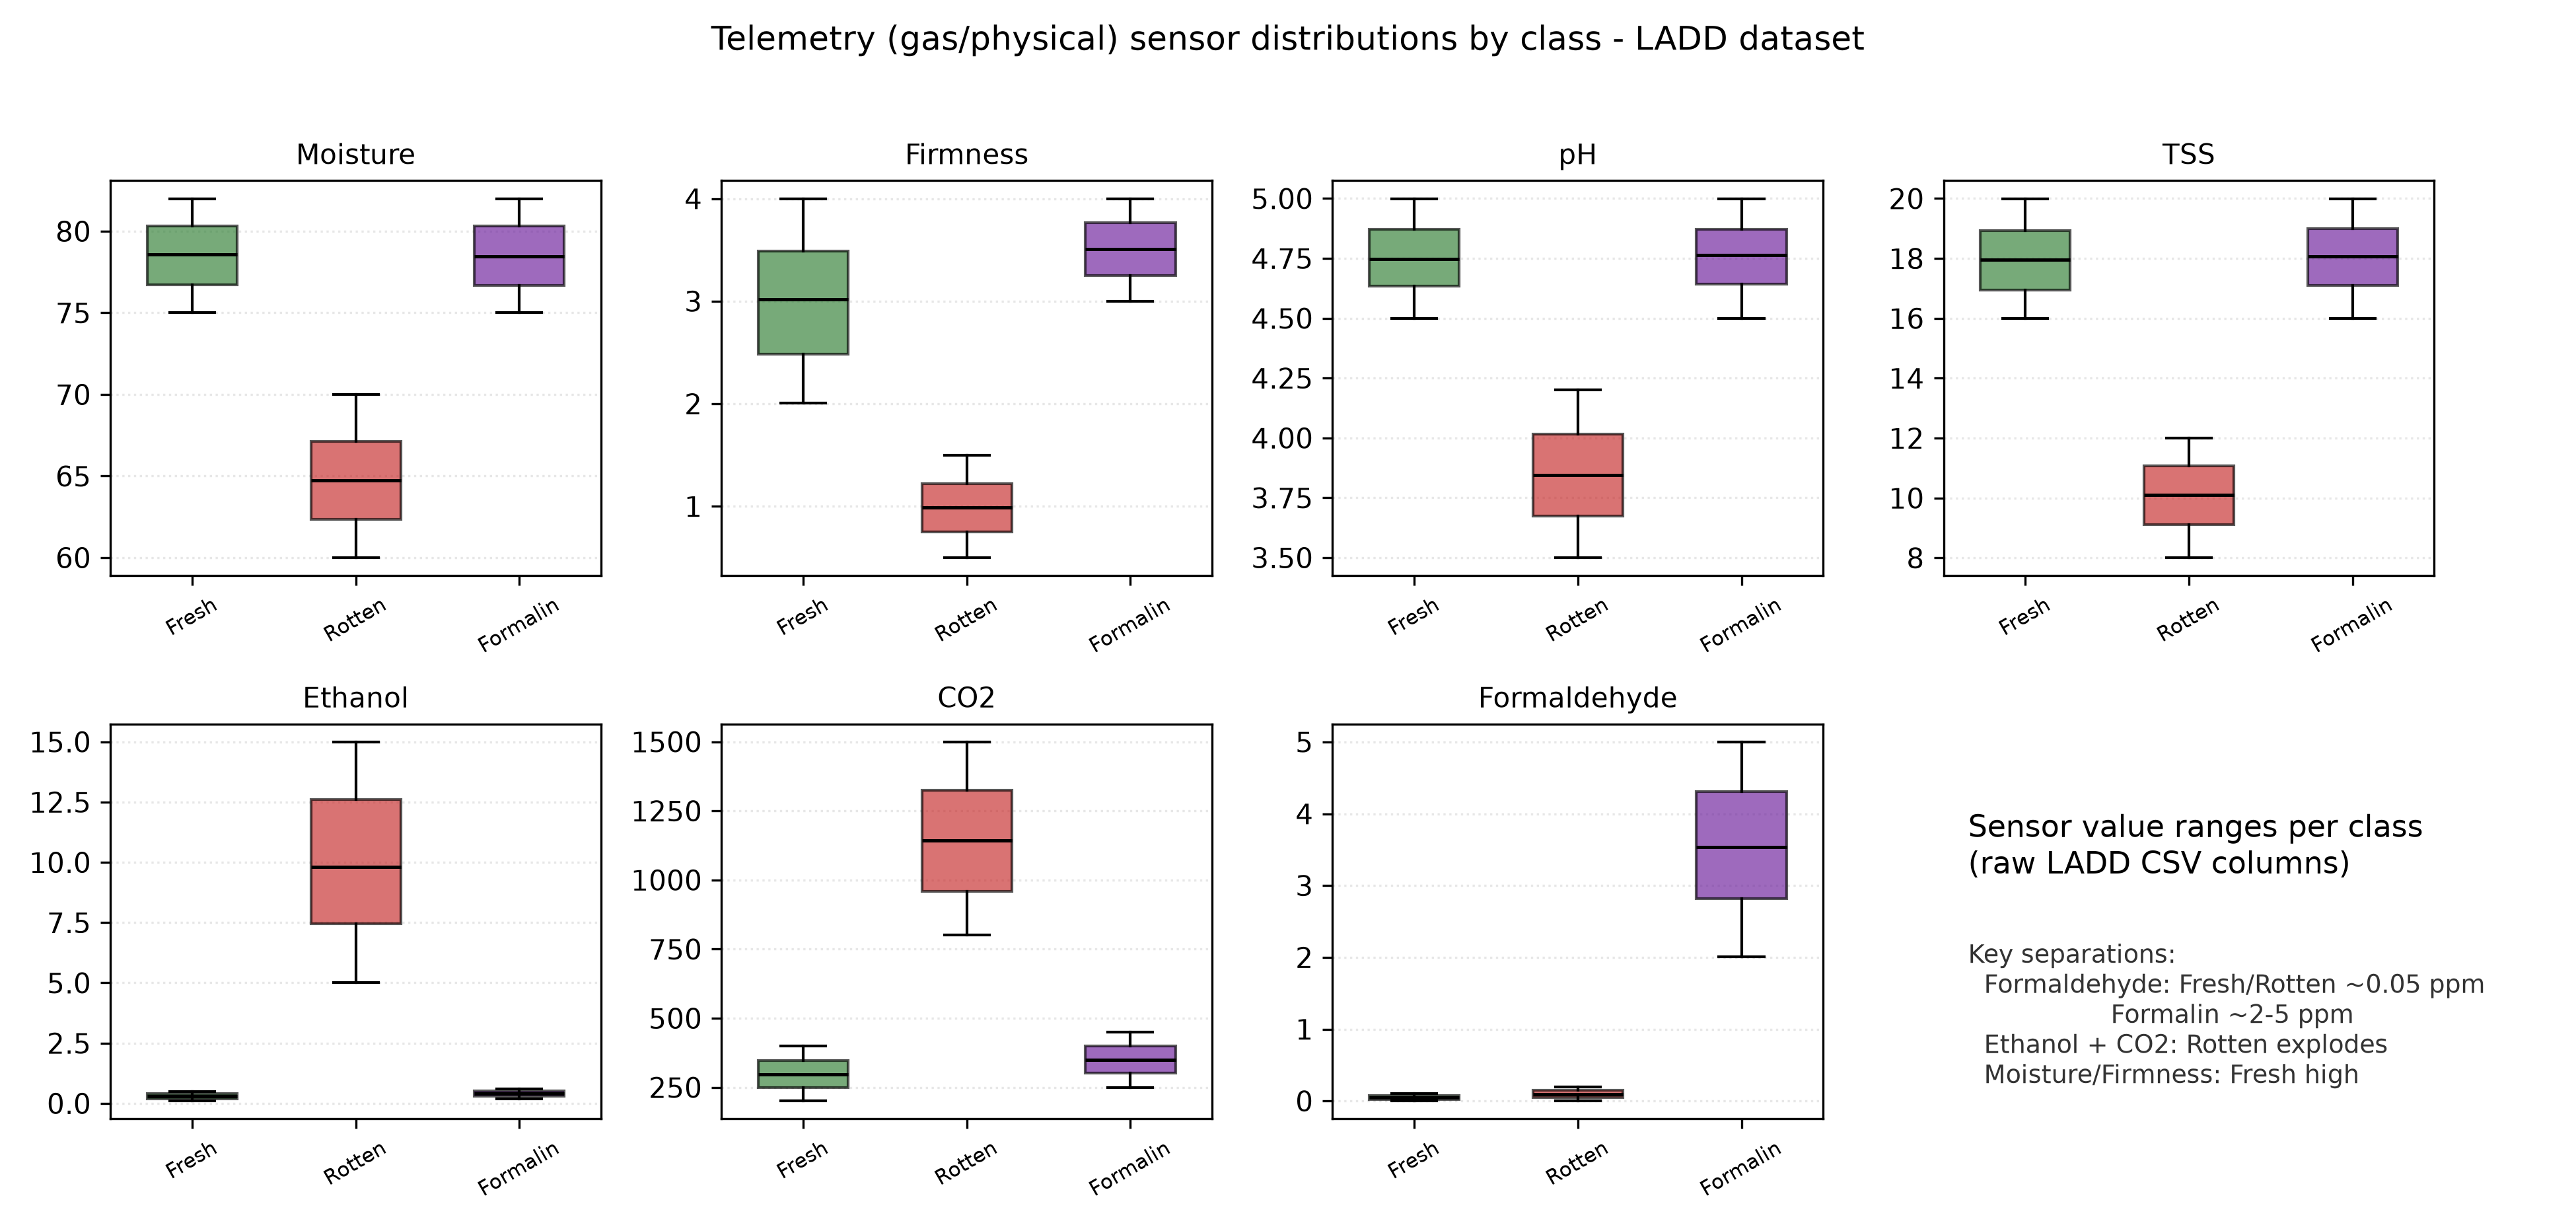 Telemetry (gas/physical) sensor distributions by class - LADD dataset
Moisture
80
75
70
65
60
Fresh
Rotten
Formalin
Firmness
4
3
2
1
Fresh
Rotten
Formalin
pH
5.00
4.75
4.50
4.25
4.00
3.75
3.50
Fresh
Rotten
Formalin
TSS
20
18
16
14
12
10
8
Fresh
Rotten
Formalin
Ethanol
15.0
12.5
10.0
7.5
5.0
2.5
0.0
Fresh
Rotten
Formalin
CO2
1500
1250
1000
750
500
250
Fresh
Rotten
Formalin
Formaldehyde
5
4
3
2
1
0
Fresh
Rotten
Formalin
Sensor value ranges per class
(raw LADD CSV columns)
Key separations:
Formaldehyde: Fresh/Rotten ~0.05 ppm
Formalin ~2-5 ppm
Ethanol + CO2: Rotten explodes
Moisture/Firmness: Fresh high